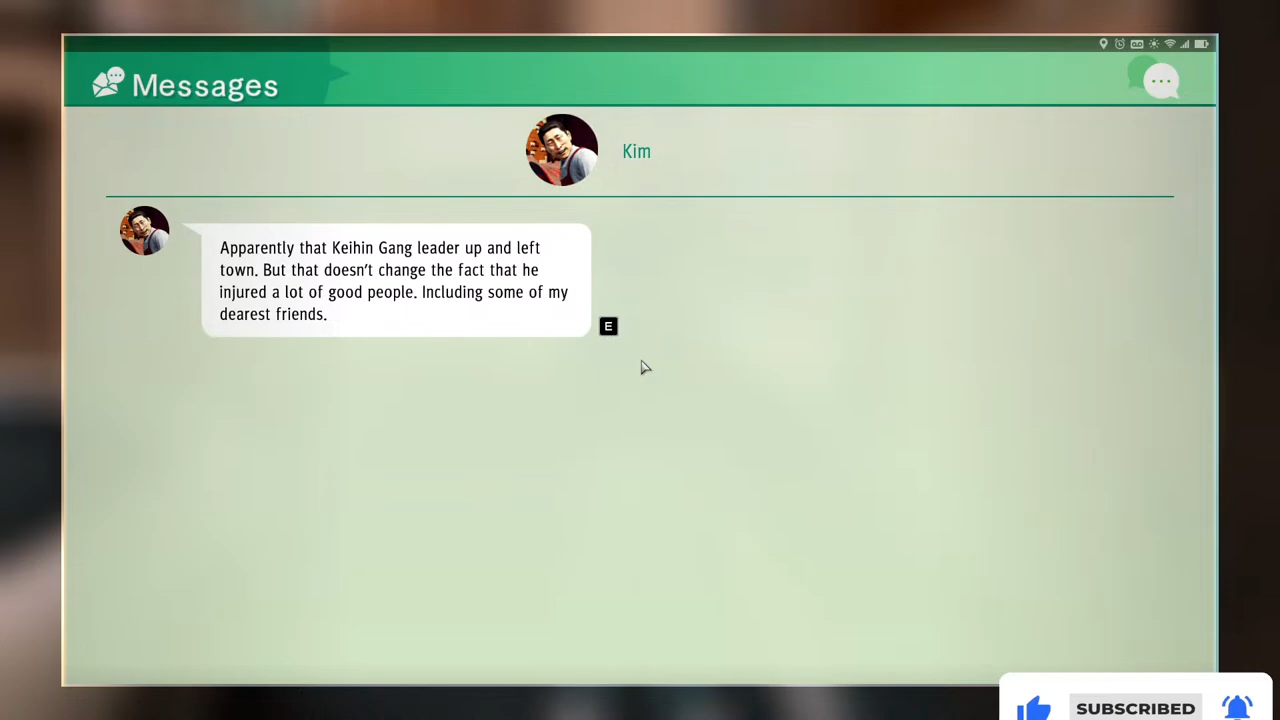 Messages
Kim
Apparently that Keihin Gang leader up and left
town. But that doesn't change the fact that he
injured a lot of good people. Including some of my
dearest friends.
E
SUBSCRIBED